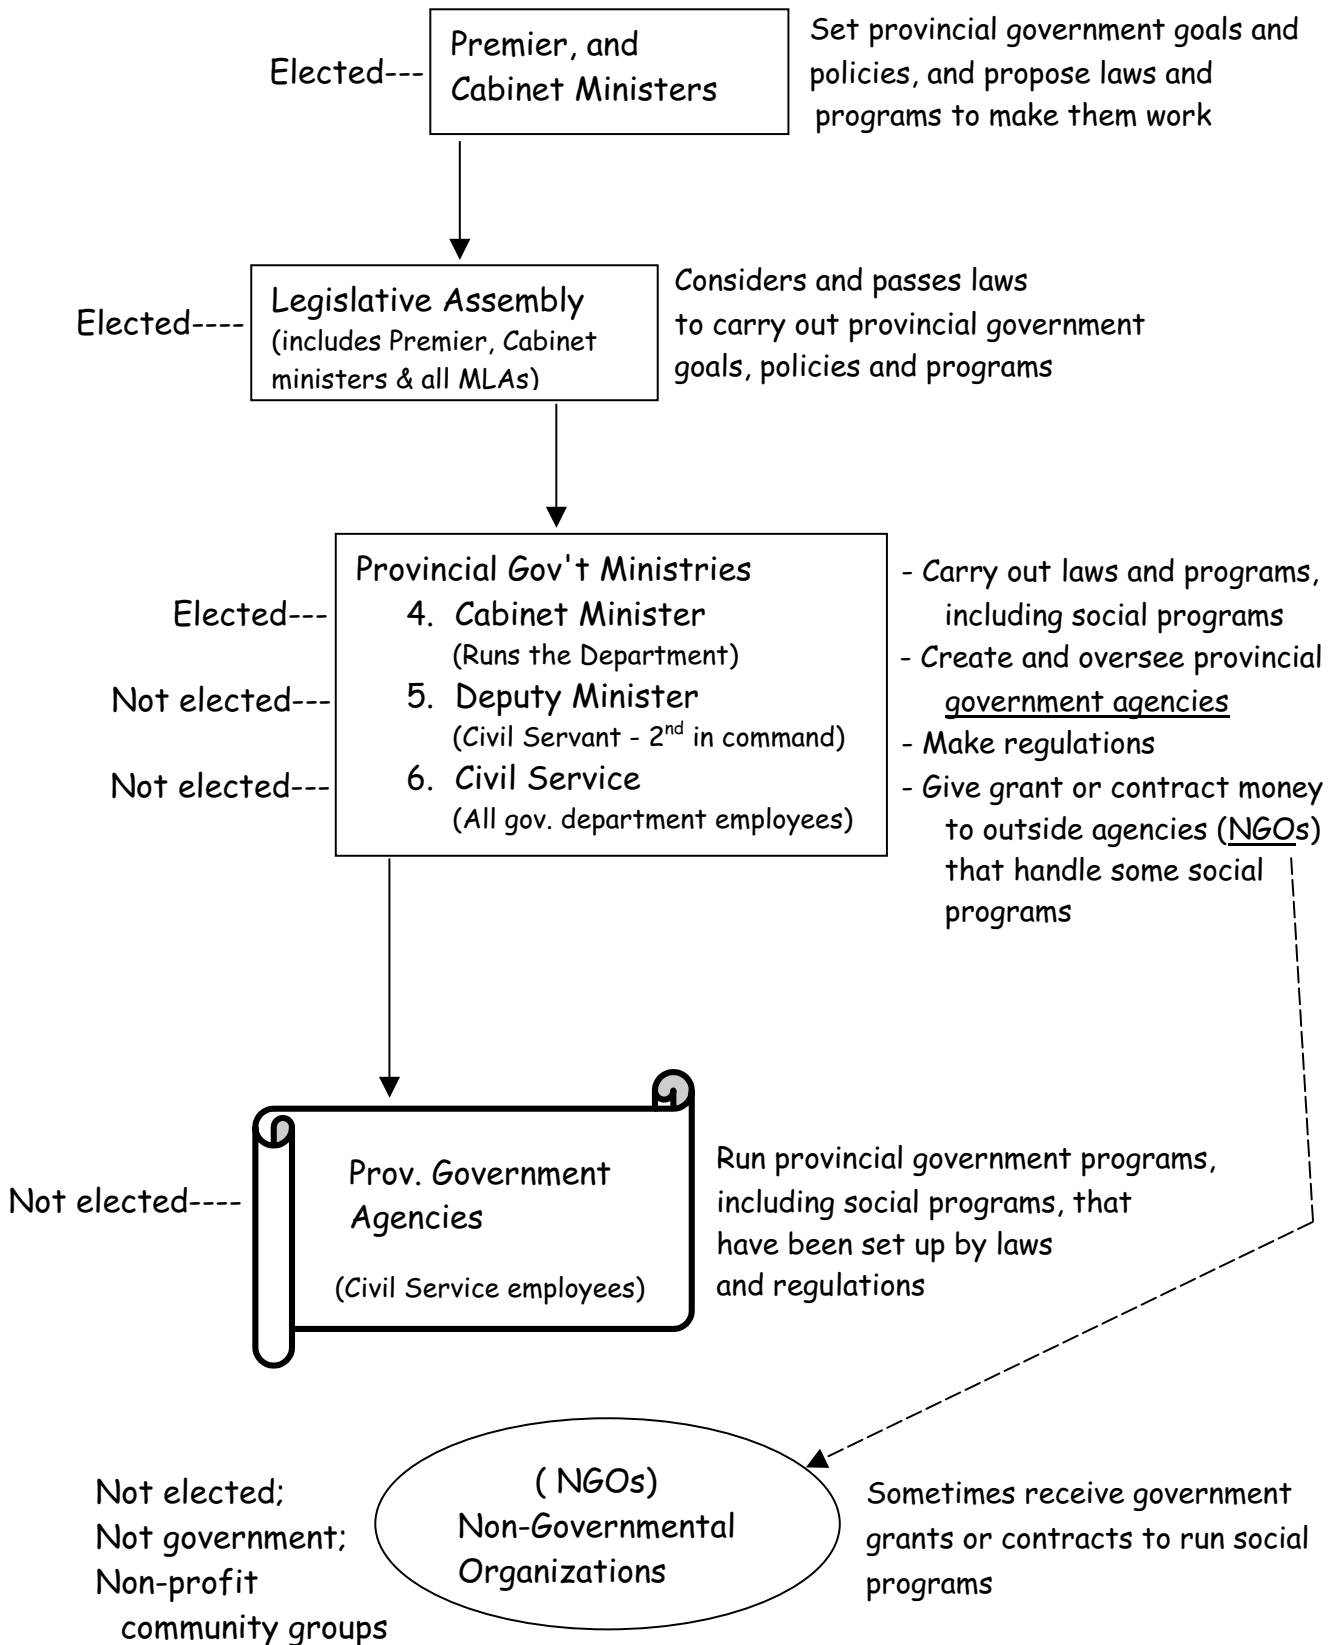 Elected---
Premier, and
Cabinet Ministers
Set provincial government goals and
policies, and propose laws and
programs to make them work
Elected----
Legislative Assembly
(includes Premier, Cabinet
ministers & all MLAs)
Considers and passes laws
to carry out provincial government
goals, policies and programs
Provincial Gov't Ministries
Elected---
4. Cabinet Minister
(Runs the Department)
Not elected---
5. Deputy Minister
(Civil Servant - 2nd in command)
Not elected---
6. Civil Service
(All gov. department employees)
- Carry out laws and programs,
including social programs
- Create and oversee provincial
government agencies
- Make regulations
- Give grant or contract money
to outside agencies (NGOs)
that handle some social
programs
Not elected----
Prov. Government
Agencies
(Civil Service employees)
Run provincial government programs,
including social programs, that
have been set up by laws
and regulations
Not elected;
Not government;
Non-profit
community groups
( NGOs)
Non-Governmental
Organizations
Sometimes receive government
grants or contracts to run social
programs